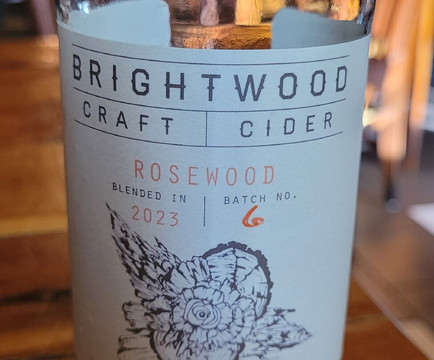 BRIGHTWOOD
CRAFT CIDER
ROSEWOOD
BLENDED IN BATCH NO.
2023 6